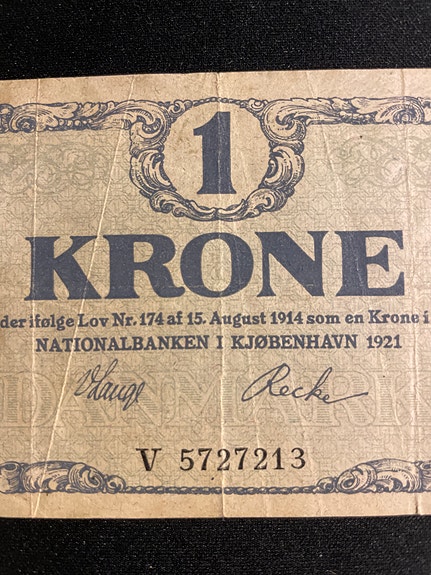 1
KRONE
der ifølge Lov Nr. 174 af 15. August 1914 som en Krone i
NATIONALBANKEN I KJØBENHAVN 1921
V Lange Recke
DANMARK
V 5727213